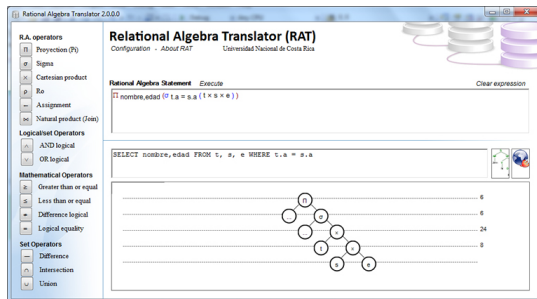 Relational Algebra Translator 2.0.0.0
R.A. operators
Π Proyection (Pi)
σ Sigma
× Cartesian product
ρ Ro
← Assignment
⋈ Natural product (Join)
Logical/set Operators
∧ AND logical
∨ OR logical
Mathematical Operators
≥ Greater than or equal
≤ Less than or equal
≠ Difference logical
= Logical equality
Set Operators
− Difference
∩ Intersection
∪ Union
Relational Algebra Translator (RAT)
Configuration - About RAT Universidad Nacional de Costa Rica
Relational Algebra Statement Execute Clear expression
Π nombre,edad (σ t.a = s.a ( t × s × e ) )
SELECT nombre,edad FROM t, s, e WHERE t.a = s.a
Π 6
... σ 6
... × 24
t × 8
s e